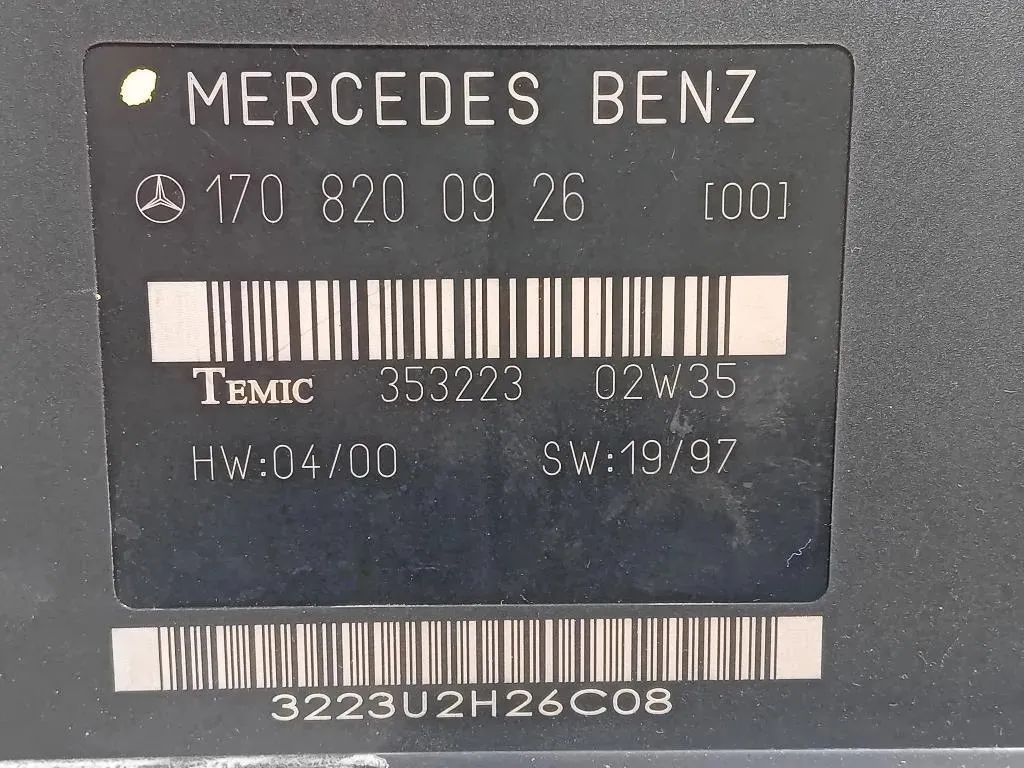 MERCEDES BENZ
170 820 09 26 [00]
TEMIC 353223 02W35
HW:04/00 SW:19/97
3223U2H26C08